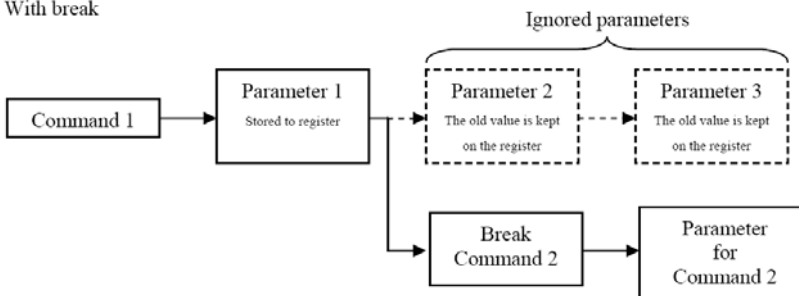 With break
Ignored parameters
Command 1
Parameter 1
Stored to register
Parameter 2
The old value is kept
on the register
Parameter 3
The old value is kept
on the register
Break
Command 2
Parameter
for
Command 2